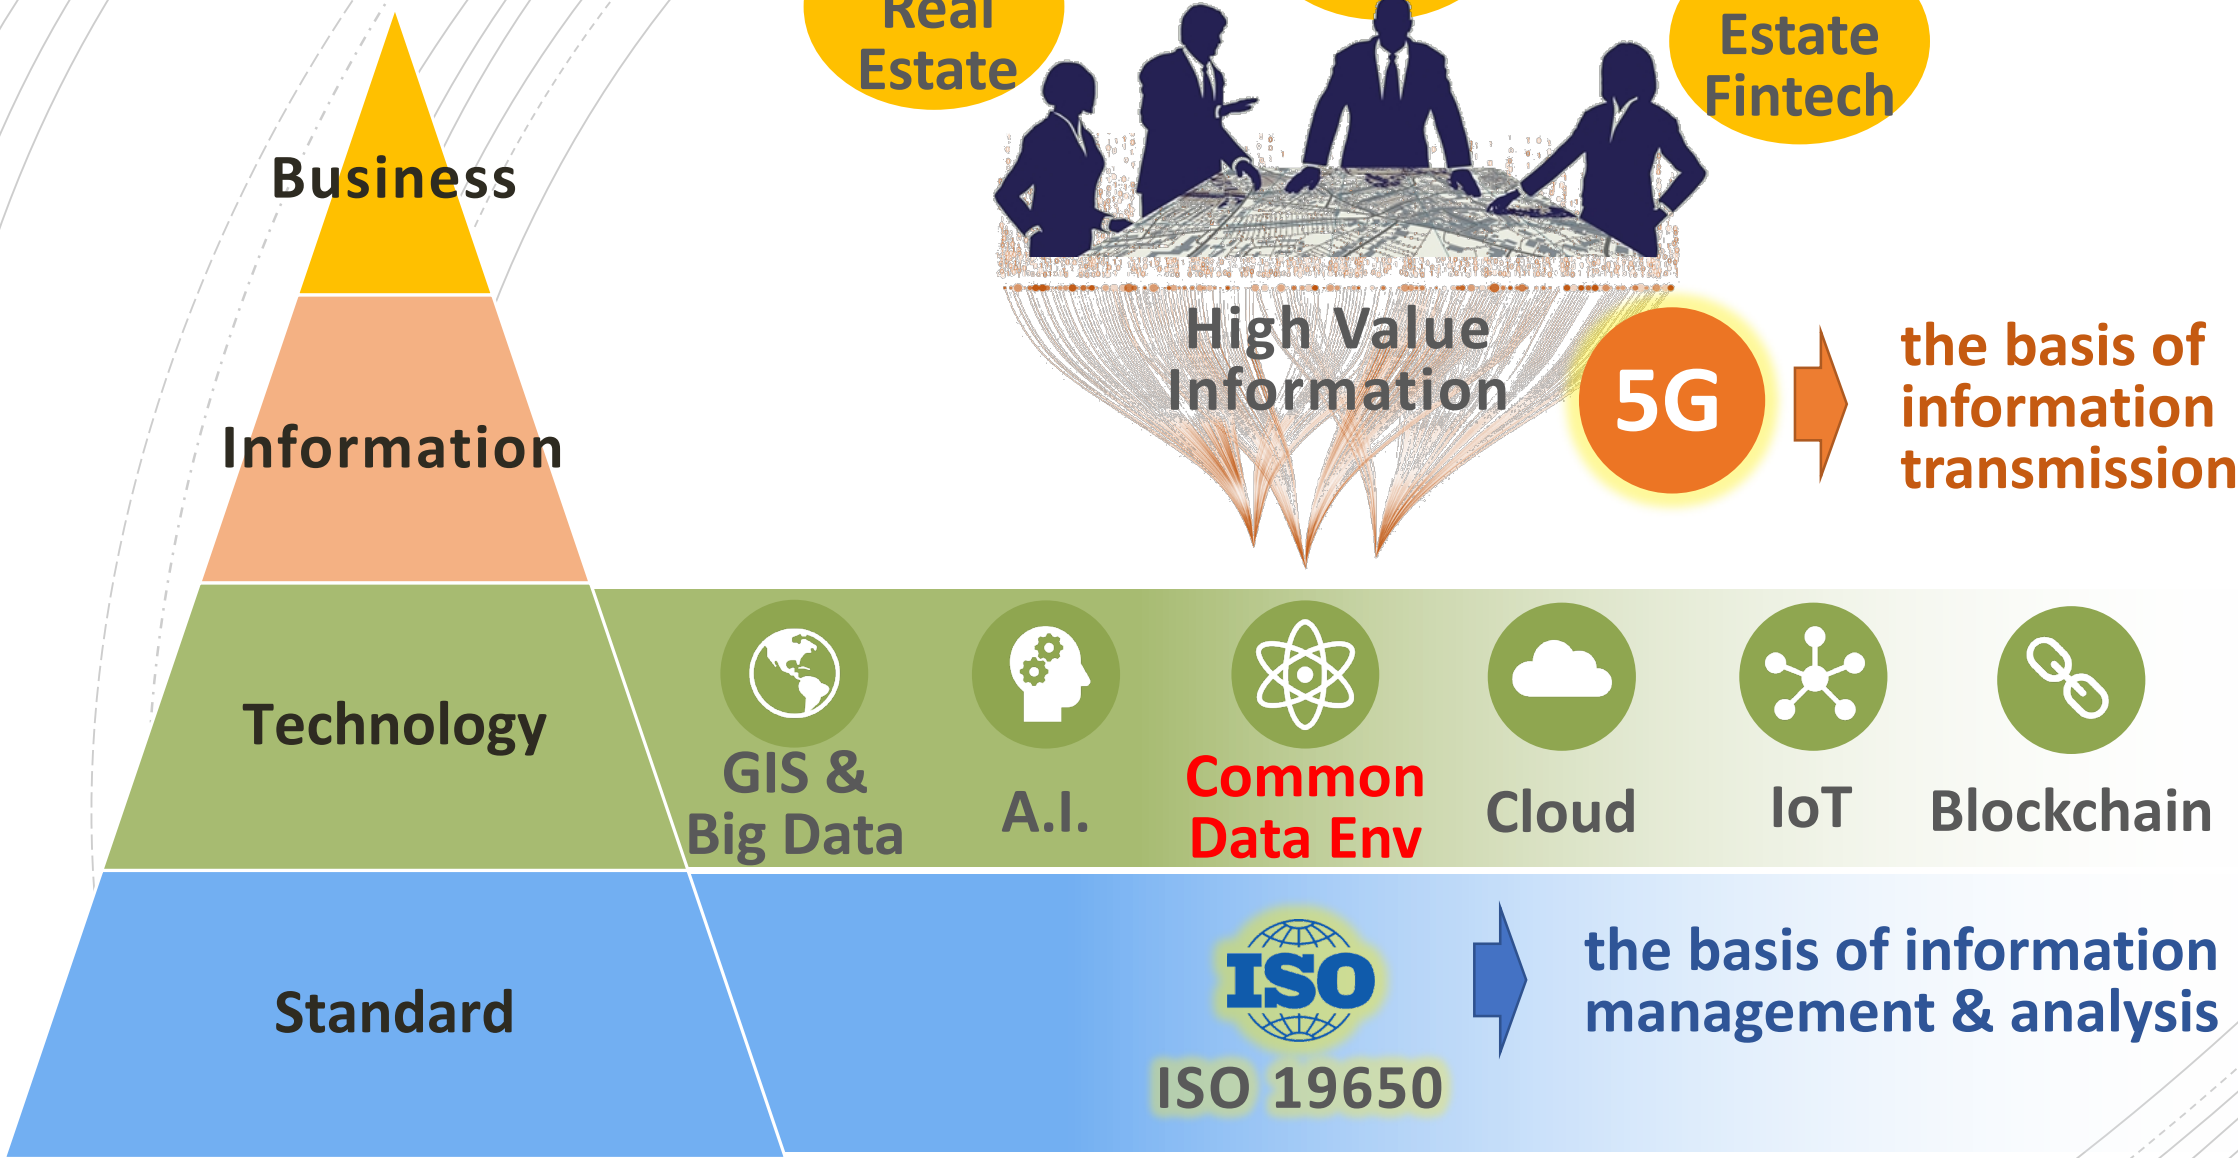 Real
Estate
Estate
Fintech
Business
High Value
Information
5G
the basis of
information
transmission
Information
Technology
GIS &
Big Data
A.I.
Common
Data Env
Cloud
IoT
Blockchain
Standard
ISO
ISO 19650
the basis of information
management & analysis